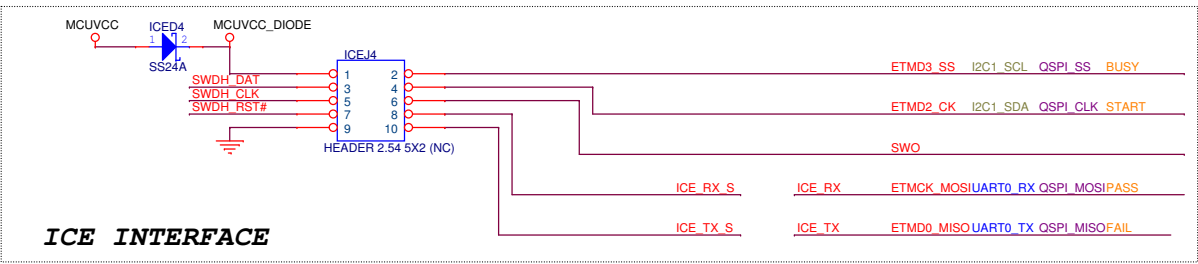 MCUVCC ICED4 MCUVCC_DIODE
1 2
SS24A
ICEJ4
1 2 ETMD3_SS I2C1_SCL QSPI_SS BUSY
SWDH_DAT 3 4
SWDH_CLK 5 6 ETMD2_CK I2C1_SDA QSPI_CLK START
SWDH_RST# 7 8
9 10
HEADER 2.54 5X2 (NC) SWO
ICE_RX_S ICE_RX ETMCK_MOSI UART0_RX QSPI_MOSI PASS
ICE_TX_S ICE_TX ETMD0_MISO UART0_TX QSPI_MISO FAIL
ICE INTERFACE